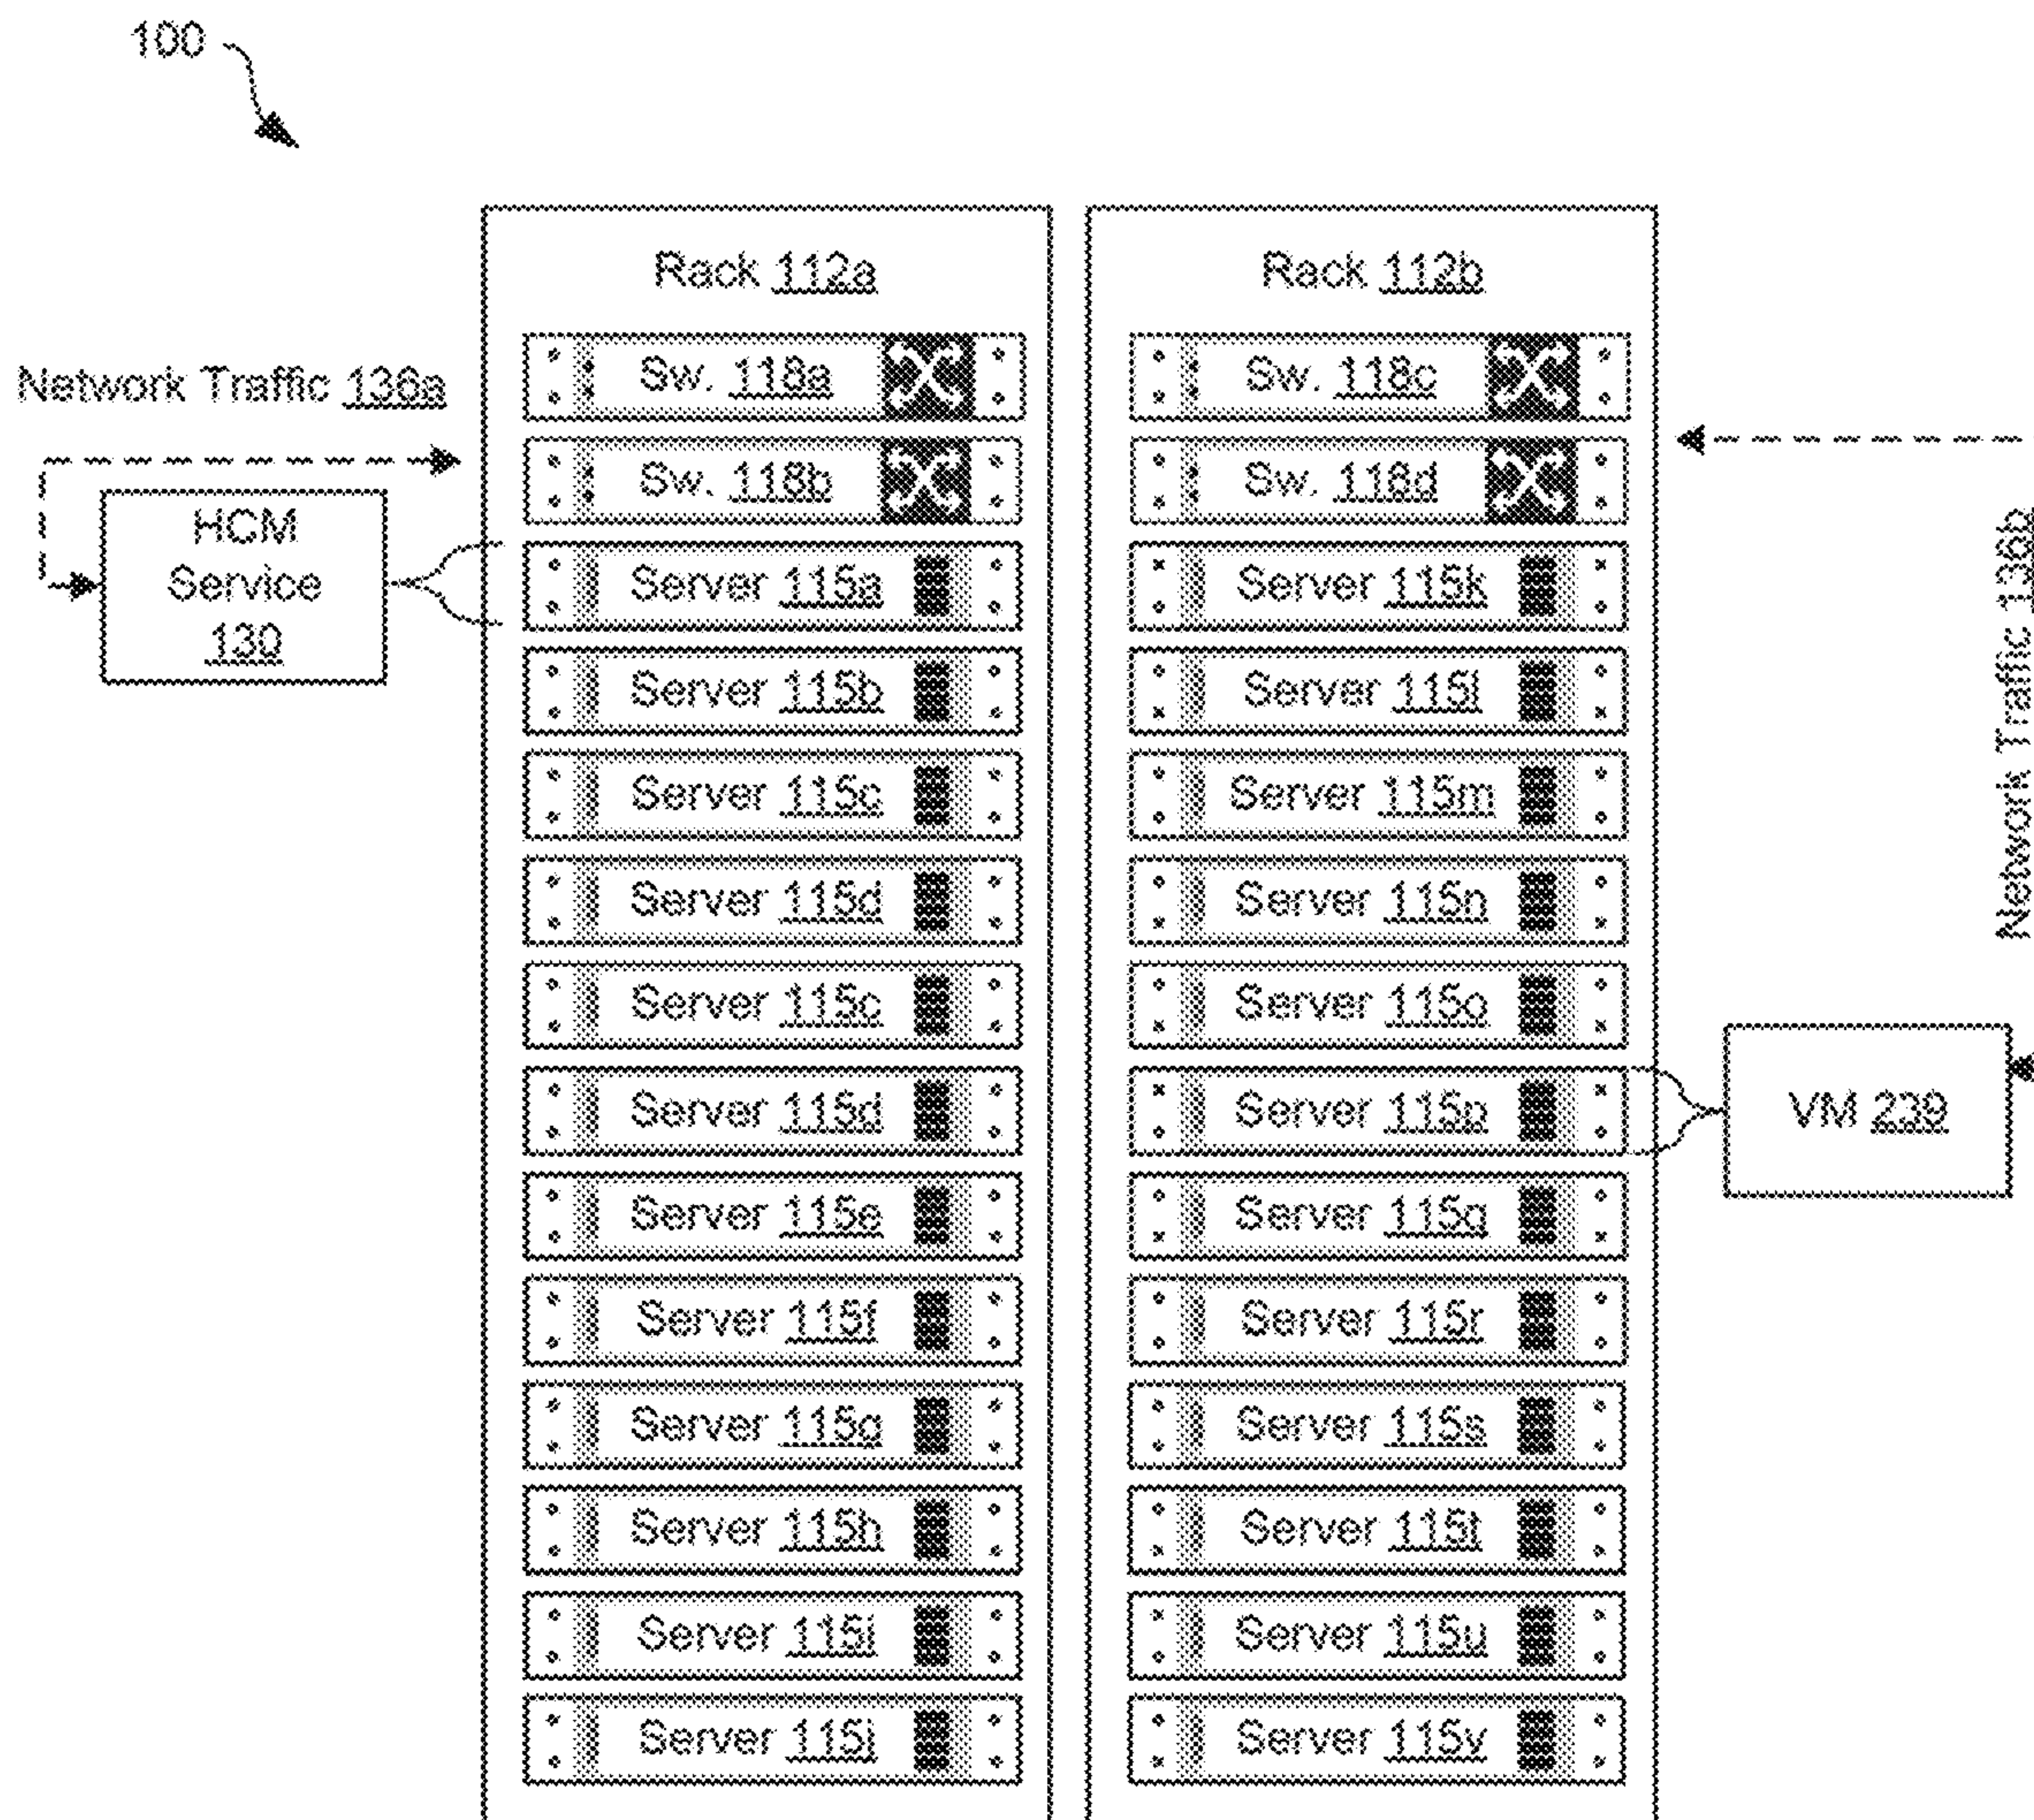 100
Network Traffic 136a
HCM
Service
130
Rack 112a
Sw. 118a
Sw. 118b
Server 115a
Server 115b
Server 115c
Server 115d
Server 115c
Server 115d
Server 115e
Server 115f
Server 115g
Server 115h
Server 115i
Server 115j
Rack 112b
Sw. 118c
Sw. 118d
Server 115k
Server 115l
Server 115m
Server 115n
Server 115o
Server 115p
Server 115q
Server 115r
Server 115s
Server 115t
Server 115u
Server 115v
Network Traffic 136b
VM 239